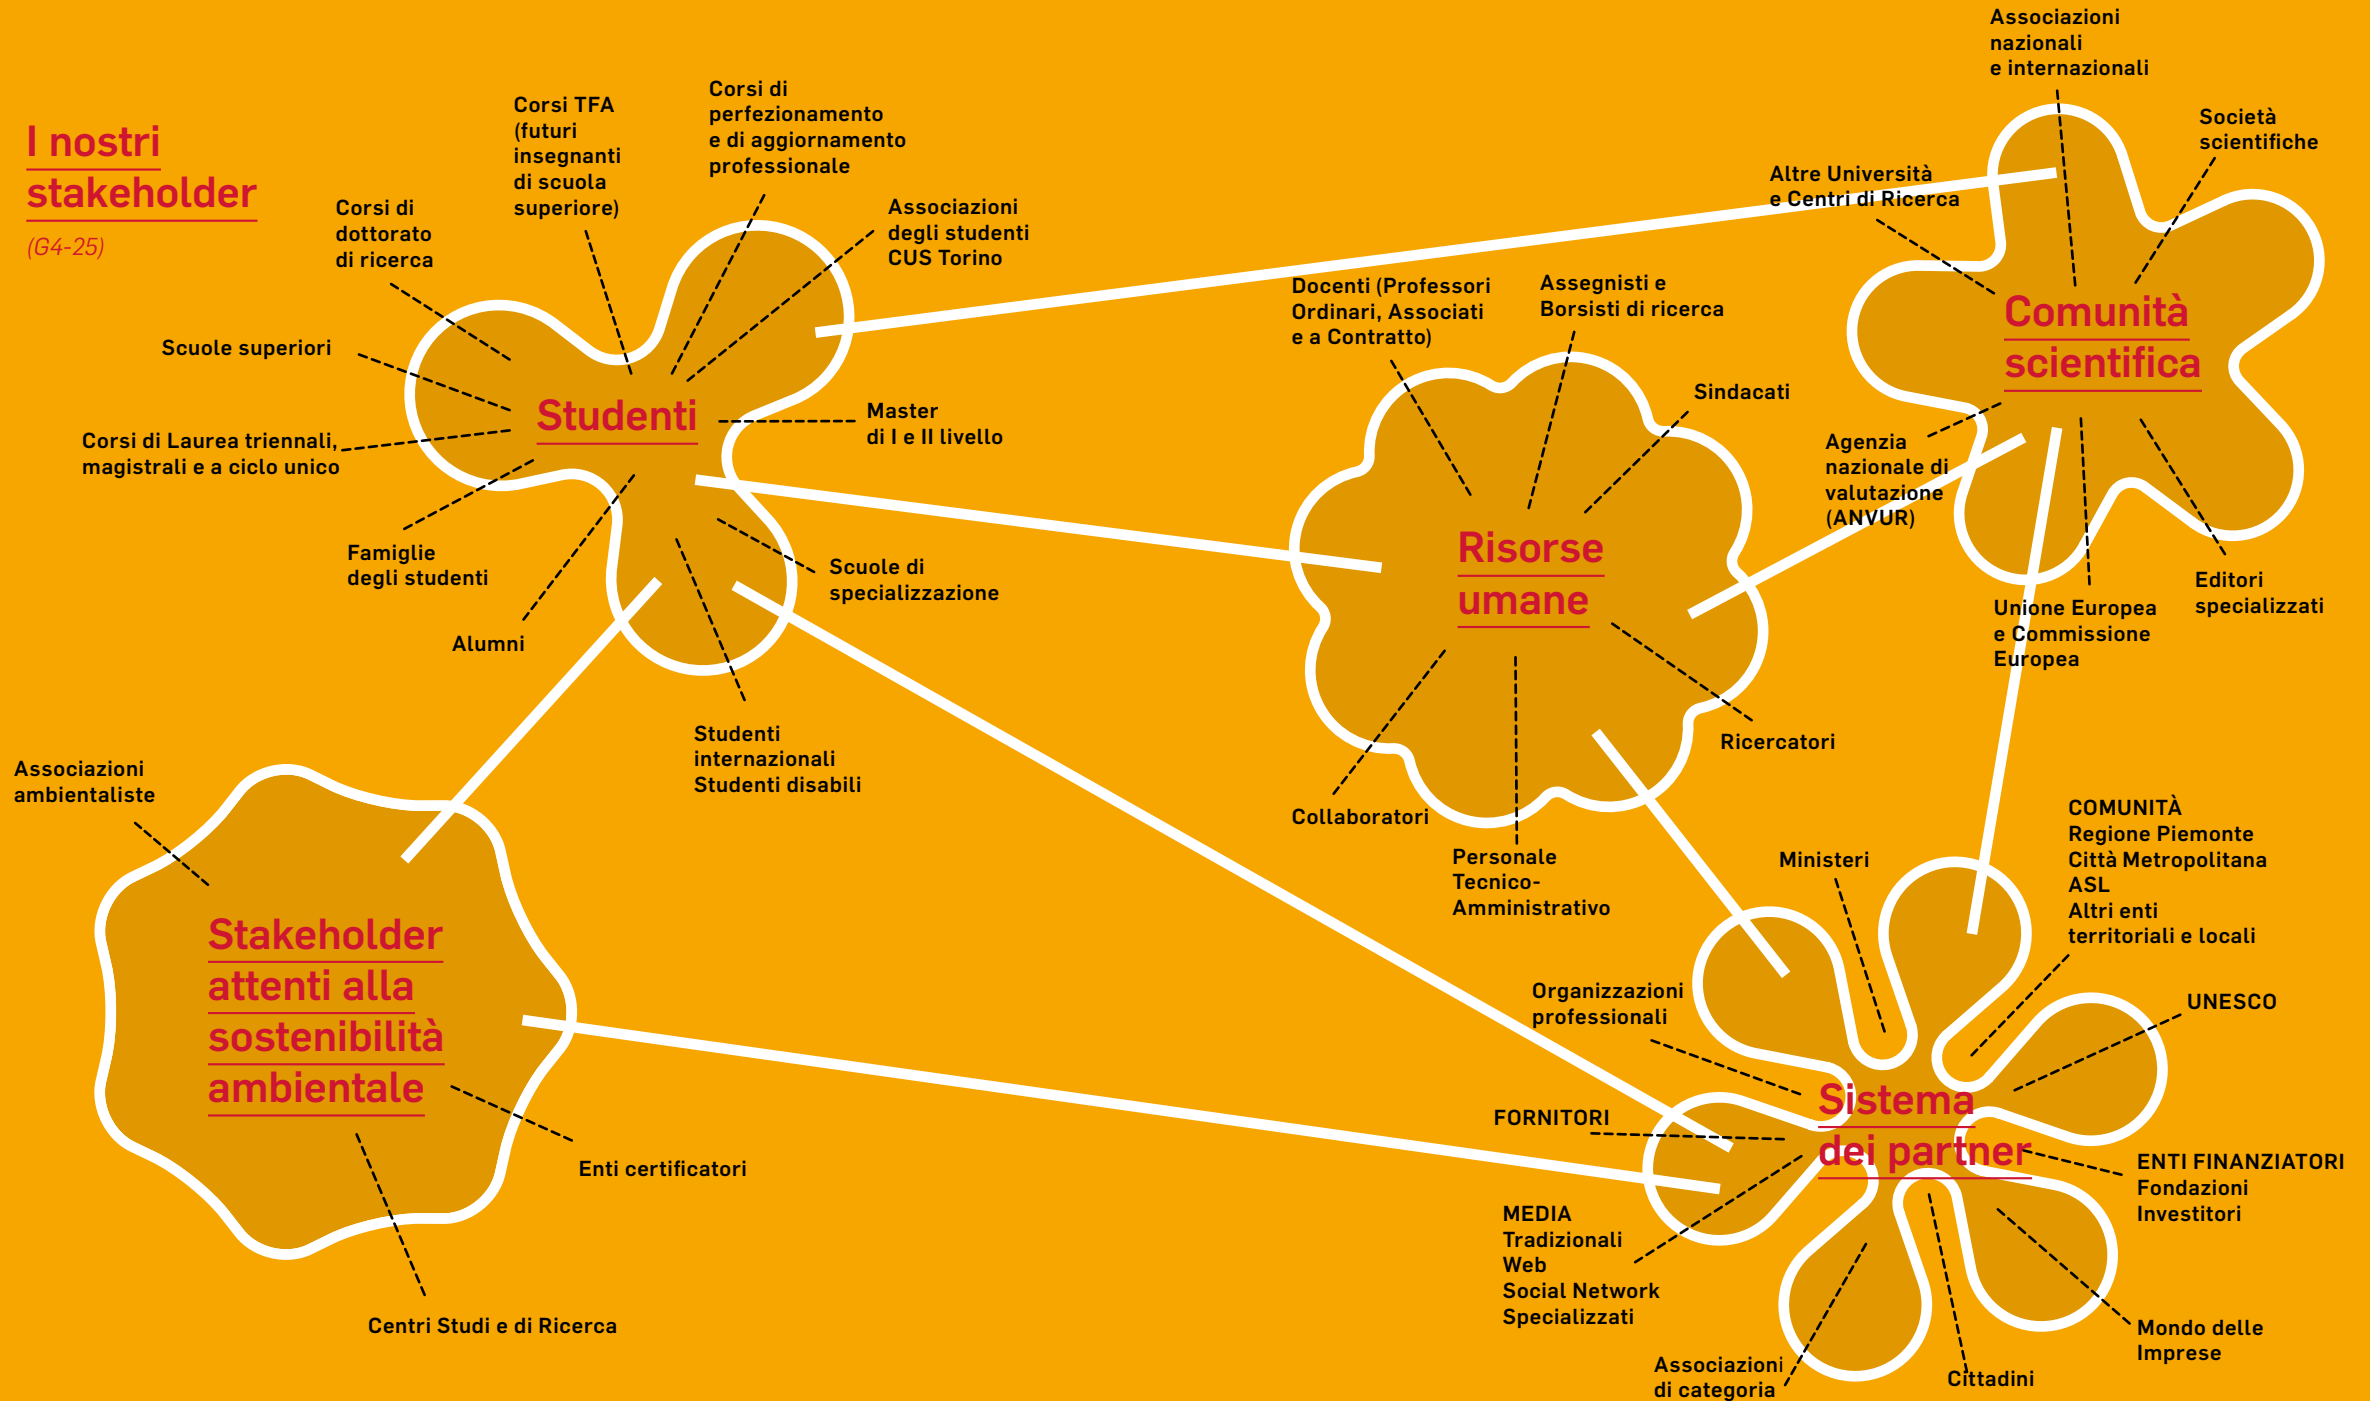 I nostri
stakeholder
(G4-25)
Corsi di
dottorato
di ricerca
Corsi TFA
(futuri
insegnanti
di scuola
superiore)
Corsi di
perfezionamento
e di aggiornamento
professionale
Associazioni
degli studenti
CUS Torino
Scuole superiori
Studenti
Master
di I e II livello
Corsi di Laurea triennali,
magistrali e a ciclo unico
Famiglie
degli studenti
Alumni
Scuole di
specializzazione
Studenti
internazionali
Studenti disabili
Associazioni
nazionali
e internazionali
Società
scientifiche
Altre Università
e Centri di Ricerca
Comunità
scientifica
Agenzia
nazionale di
valutazione
(ANVUR)
Unione Europea
e Commissione
Europea
Editori
specializzati
Docenti (Professori
Ordinari, Associati
e a Contratto)
Assegnisti e
Borsisti di ricerca
Sindacati
Risorse
umane
Ricercatori
Collaboratori
Personale
Tecnico-
Amministrativo
Associazioni
ambientaliste
Stakeholder
attenti alla
sostenibilità
ambientale
Enti certificatori
Centri Studi e di Ricerca
Ministeri
COMUNITÀ
Regione Piemonte
Città Metropolitana
ASL
Altri enti
territoriali e locali
Organizzazioni
professionali
UNESCO
FORNITORI
Sistema
dei partner
ENTI FINANZIATORI
Fondazioni
Investitori
MEDIA
Tradizionali
Web
Social Network
Specializzati
Mondo delle
Imprese
Associazioni
di categoria
Cittadini